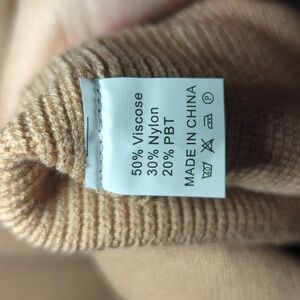 50% Viscose
30% Nylon
20% PBT
MADE IN CHINA
P